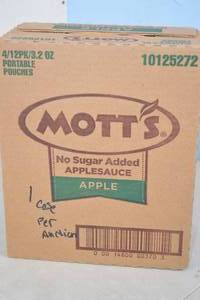 4/12PK/3.2 OZ
PORTABLE
POUCHES
10125272
MOTT'S
No Sugar Added
APPLESAUCE
APPLE
1 Case
Per
Auction
0 00 14800 00370 3